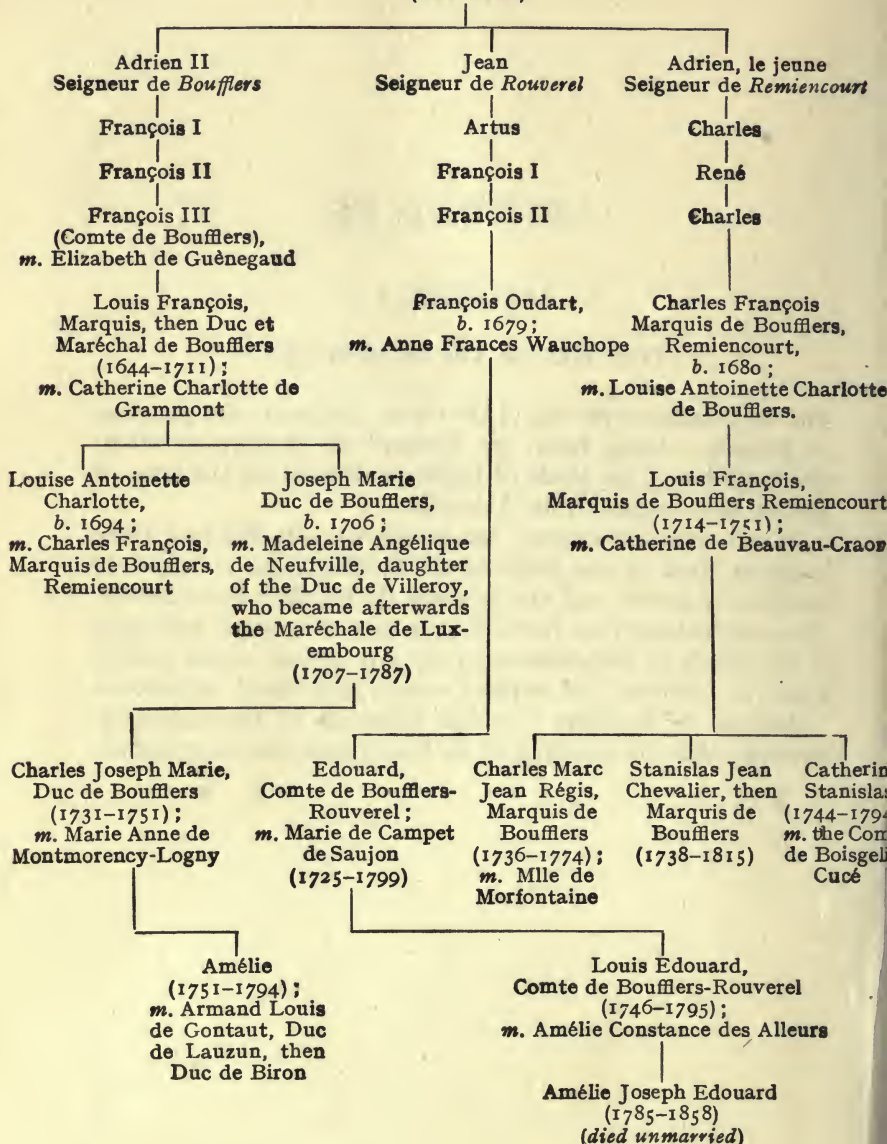 Adrien II
Seigneur de Boufflers
François I
François II
François III
(Comte de Boufflers),
m. Elizabeth de Guènegaud
Louis François,
Marquis, then Duc et
Maréchal de Boufflers
(1644–1711);
m. Catherine Charlotte de
Grammont
Jean
Seigneur de Rouverel
Artus
François I
François II
François Oudart,
b. 1679;
m. Anne Frances Wauchope
Adrien, le jeune
Seigneur de Remiencourt
Charles
René
Charles
Charles François
Marquis de Boufflers,
Remiencourt,
b. 1680;
m. Louise Antoinette Charlotte
de Boufflers.
Louise Antoinette
Charlotte,
b. 1694;
m. Charles François,
Marquis de Boufflers,
Remiencourt
Joseph Marie
Duc de Boufflers,
b. 1706;
m. Madeleine Angélique
de Neufville, daughter
of the Duc de Villeroy,
who became afterwards
the Maréchale de Lux-
embourg
(1707–1787)
Louis François,
Marquis de Boufflers Remiencourt
(1714–1751);
m. Catherine de Beauvau-Craon
Charles Joseph Marie,
Duc de Boufflers
(1731–1751);
m. Marie Anne de
Montmorency-Logny
Edouard,
Comte de Boufflers-
Rouverel;
m. Marie de Campet
de Saujon
(1725–1799)
Charles Marc
Jean Régis,
Marquis de
Boufflers
(1736–1774);
m. Mlle de
Morfontaine
Stanislas Jean
Chevalier, then
Marquis de
Boufflers
(1738–1815)
Catherin
Stanislas
(1744–1794
m. the Com
de Boisgeli
Cucé
Amélie
(1751–1794);
m. Armand Louis
de Gontaut, Duc
de Lauzun, then
Duc de Biron
Louis Edouard,
Comte de Boufflers-Rouverel
(1746–1795);
m. Amélie Constance des Alleurs
Amélie Joseph Edouard
(1785–1858)
(died unmarried)